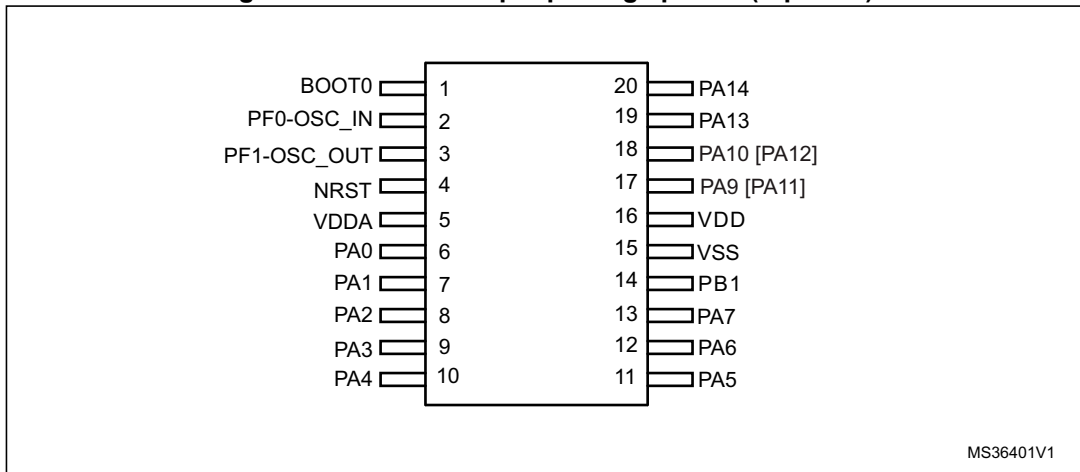 BOOT0 1 20 PA14
PF0-OSC_IN 2 19 PA13
PF1-OSC_OUT 3 18 PA10 [PA12]
NRST 4 17 PA9 [PA11]
VDDA 5 16 VDD
PA0 6 15 VSS
PA1 7 14 PB1
PA2 8 13 PA7
PA3 9 12 PA6
PA4 10 11 PA5
MS36401V1